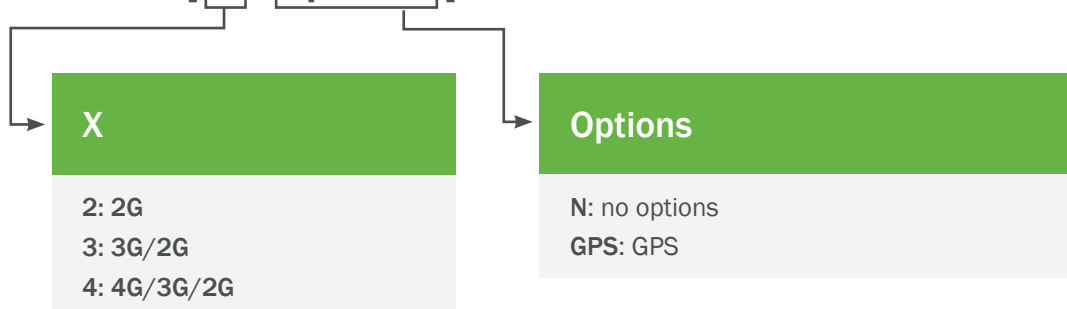 X
Options
2: 2G
3: 3G/2G
4: 4G/3G/2G
N: no options
GPS: GPS